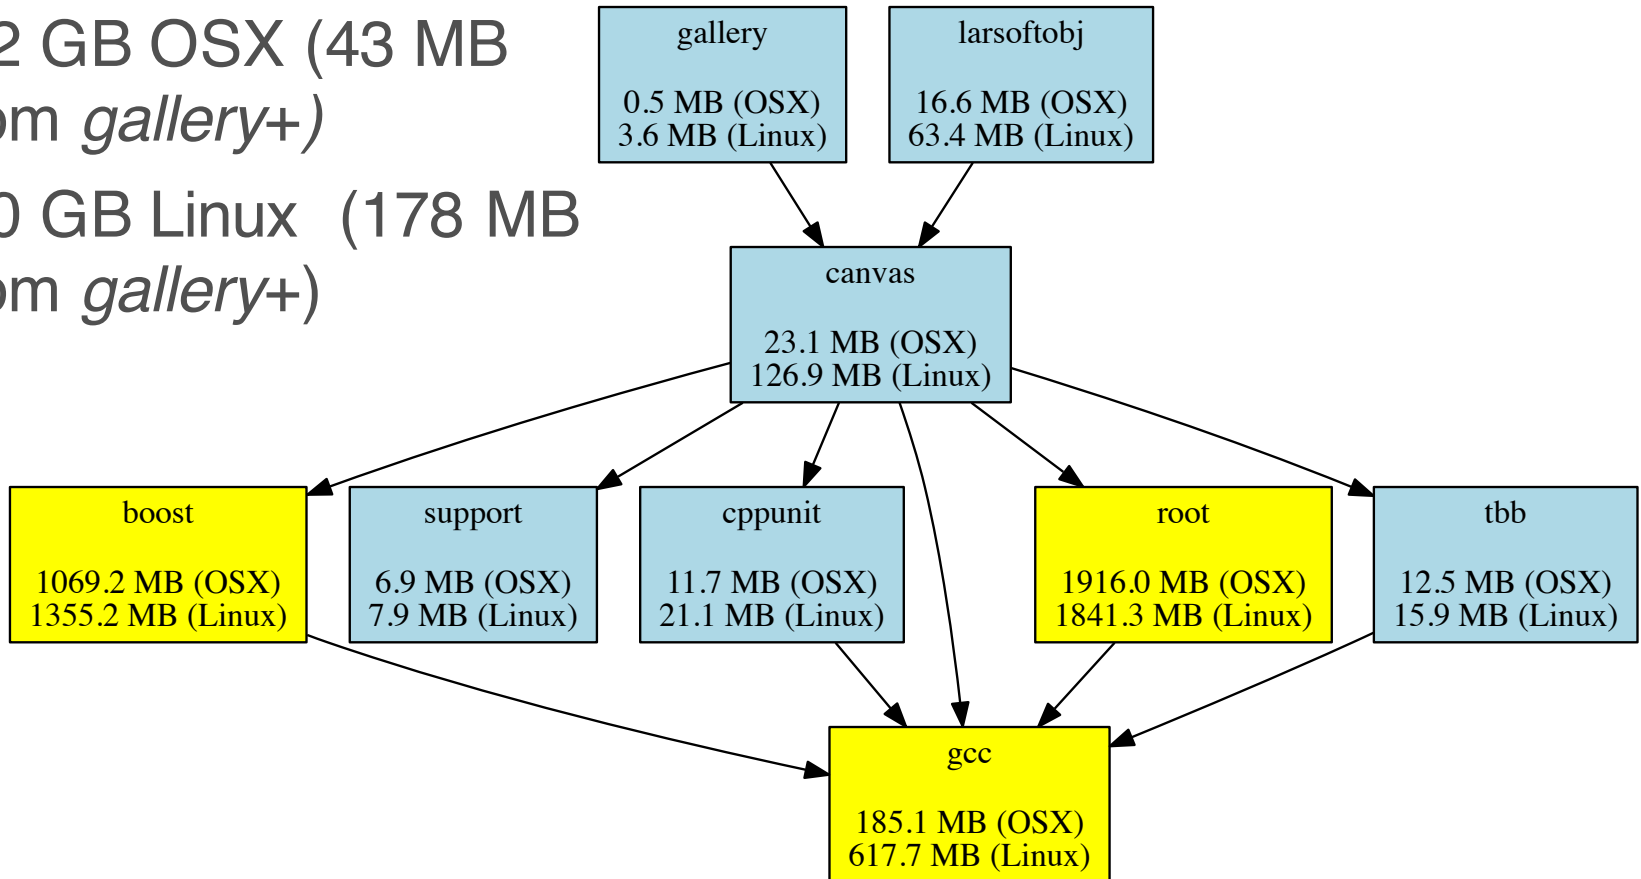 2 GB OSX (43 MB
om gallery+)
0 GB Linux (178 MB
om gallery+)
gallery
0.5 MB (OSX)
3.6 MB (Linux)
larsoftobj
16.6 MB (OSX)
63.4 MB (Linux)
canvas
23.1 MB (OSX)
126.9 MB (Linux)
boost
1069.2 MB (OSX)
1355.2 MB (Linux)
support
6.9 MB (OSX)
7.9 MB (Linux)
cppunit
11.7 MB (OSX)
21.1 MB (Linux)
root
1916.0 MB (OSX)
1841.3 MB (Linux)
tbb
12.5 MB (OSX)
15.9 MB (Linux)
gcc
185.1 MB (OSX)
617.7 MB (Linux)